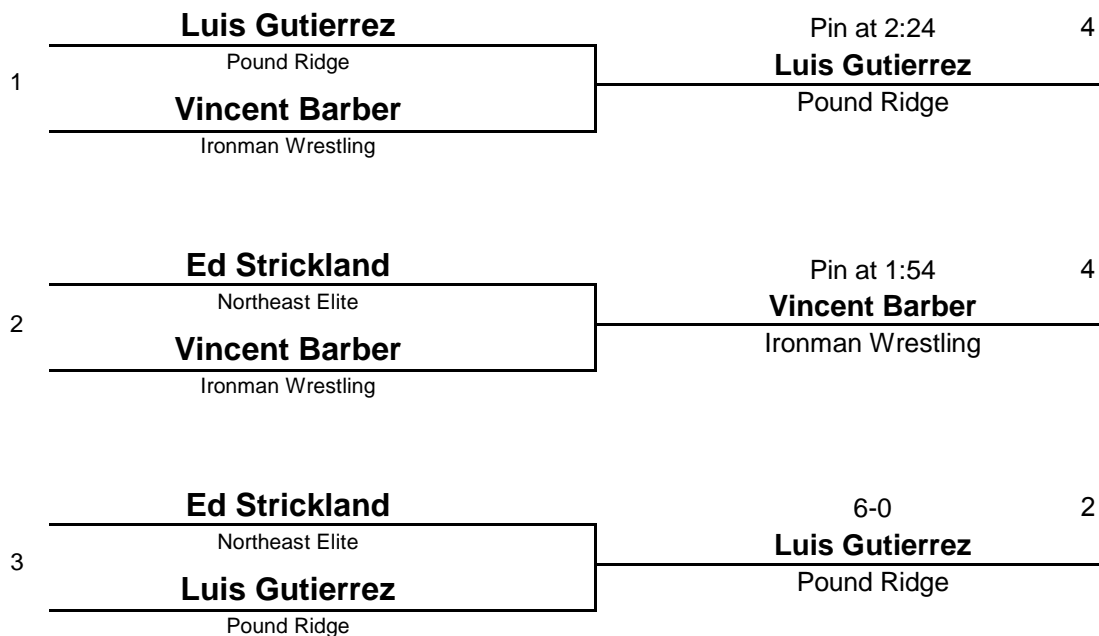 Luis Gutierrez
Pound Ridge
1
Vincent Barber
Ironman Wrestling
Pin at 2:24 4
Luis Gutierrez
Pound Ridge
Ed Strickland
Northeast Elite
2
Vincent Barber
Ironman Wrestling
Pin at 1:54 4
Vincent Barber
Ironman Wrestling
Ed Strickland
Northeast Elite
3
Luis Gutierrez
Pound Ridge
6-0 2
Luis Gutierrez
Pound Ridge